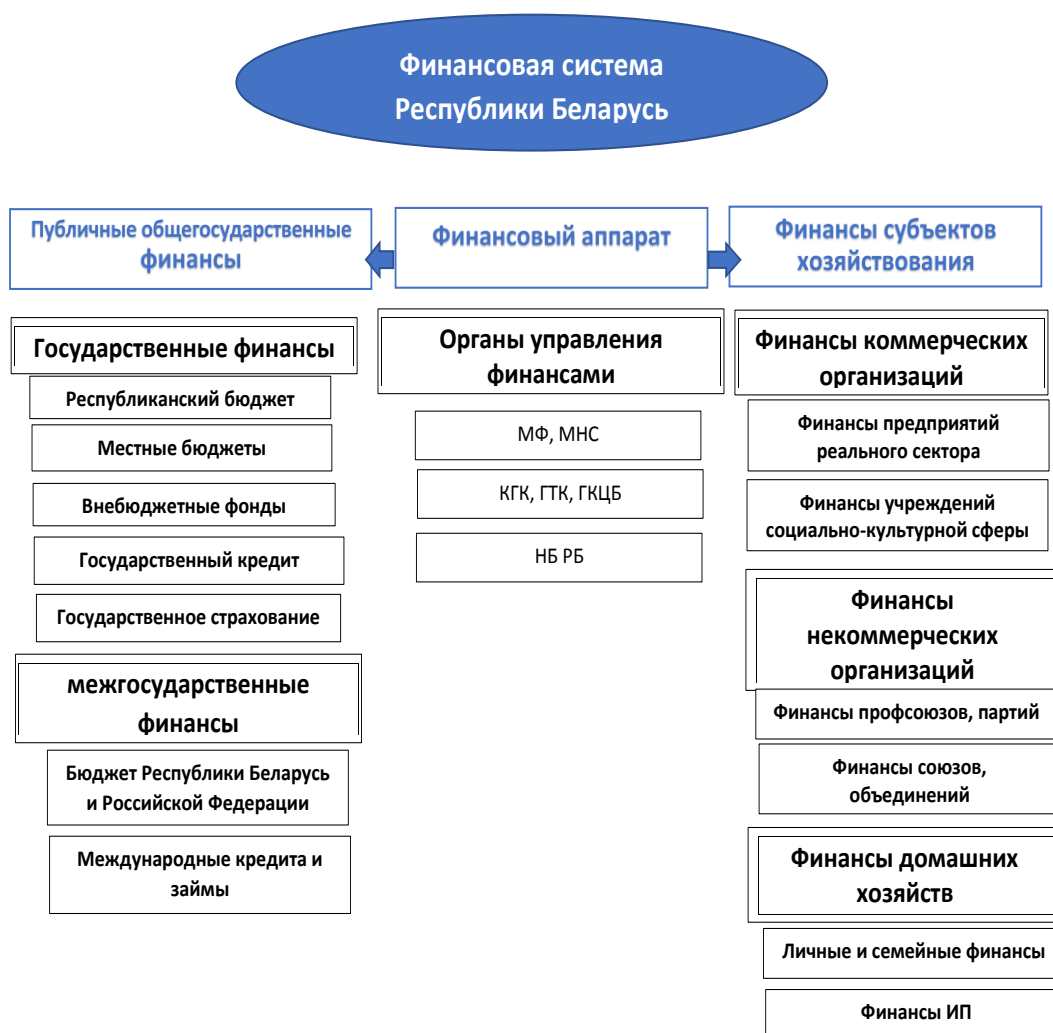 Финансовая система
Республики Беларусь
Публичные общегосударственные
финансы
Финансовый аппарат
Финансы субъектов
хозяйствования
Государственные финансы
Республиканский бюджет
Местные бюджеты
Внебюджетные фонды
Государственный кредит
Государственное страхование
межгосударственные
финансы
Бюджет Республики Беларусь
и Российской Федерации
Международные кредита и
займы
Органы управления
финансами
МФ, МНС
КГК, ГТК, ГКЦБ
НБ РБ
Финансы коммерческих
организаций
Финансы предприятий
реального сектора
Финансы учреждений
социально-культурной сферы
Финансы
некоммерческих
организаций
Финансы профсоюзов, партий
Финансы союзов,
объединений
Финансы домашних
хозяйств
Личные и семейные финансы
Финансы ИП